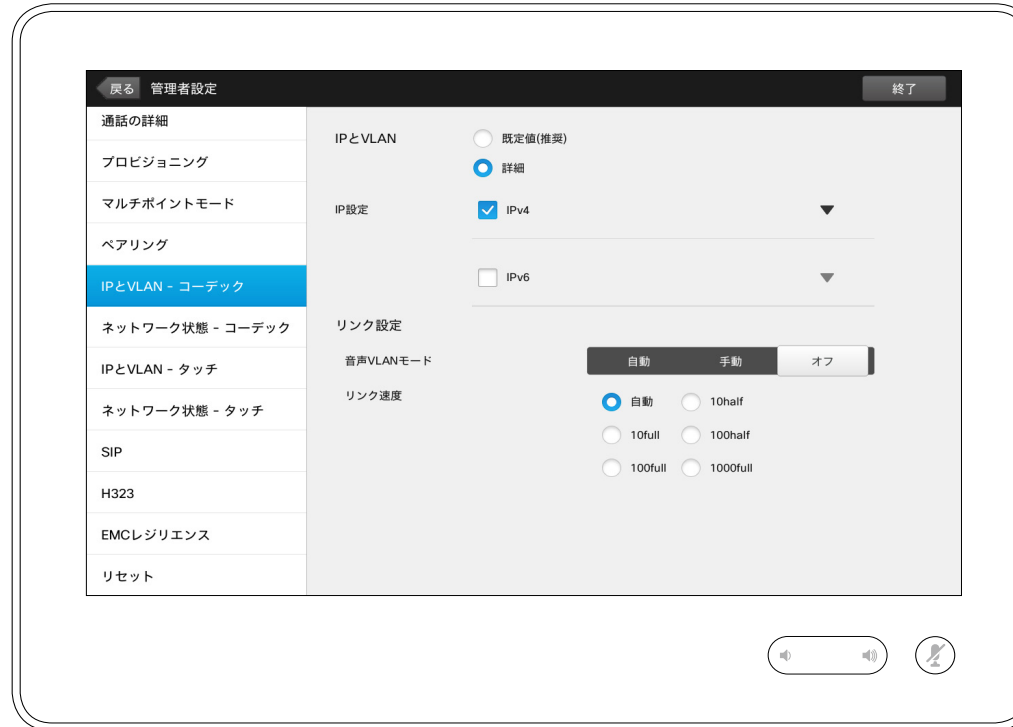 戻る 管理者設定 終了
通話の詳細
プロビジョニング
マルチポイントモード
ペアリング
IPとVLAN - コーデック
ネットワーク状態 - コーデック
IPとVLAN - タッチ
ネットワーク状態 - タッチ
SIP
H323
EMCレジリエンス
リセット
IPとVLAN 既定値(推奨)
詳細
IP設定 IPv4
IPv6
リンク設定
音声VLANモード 自動 手動 オフ
リンク速度 自動 10half
10full 100half
100full 1000full